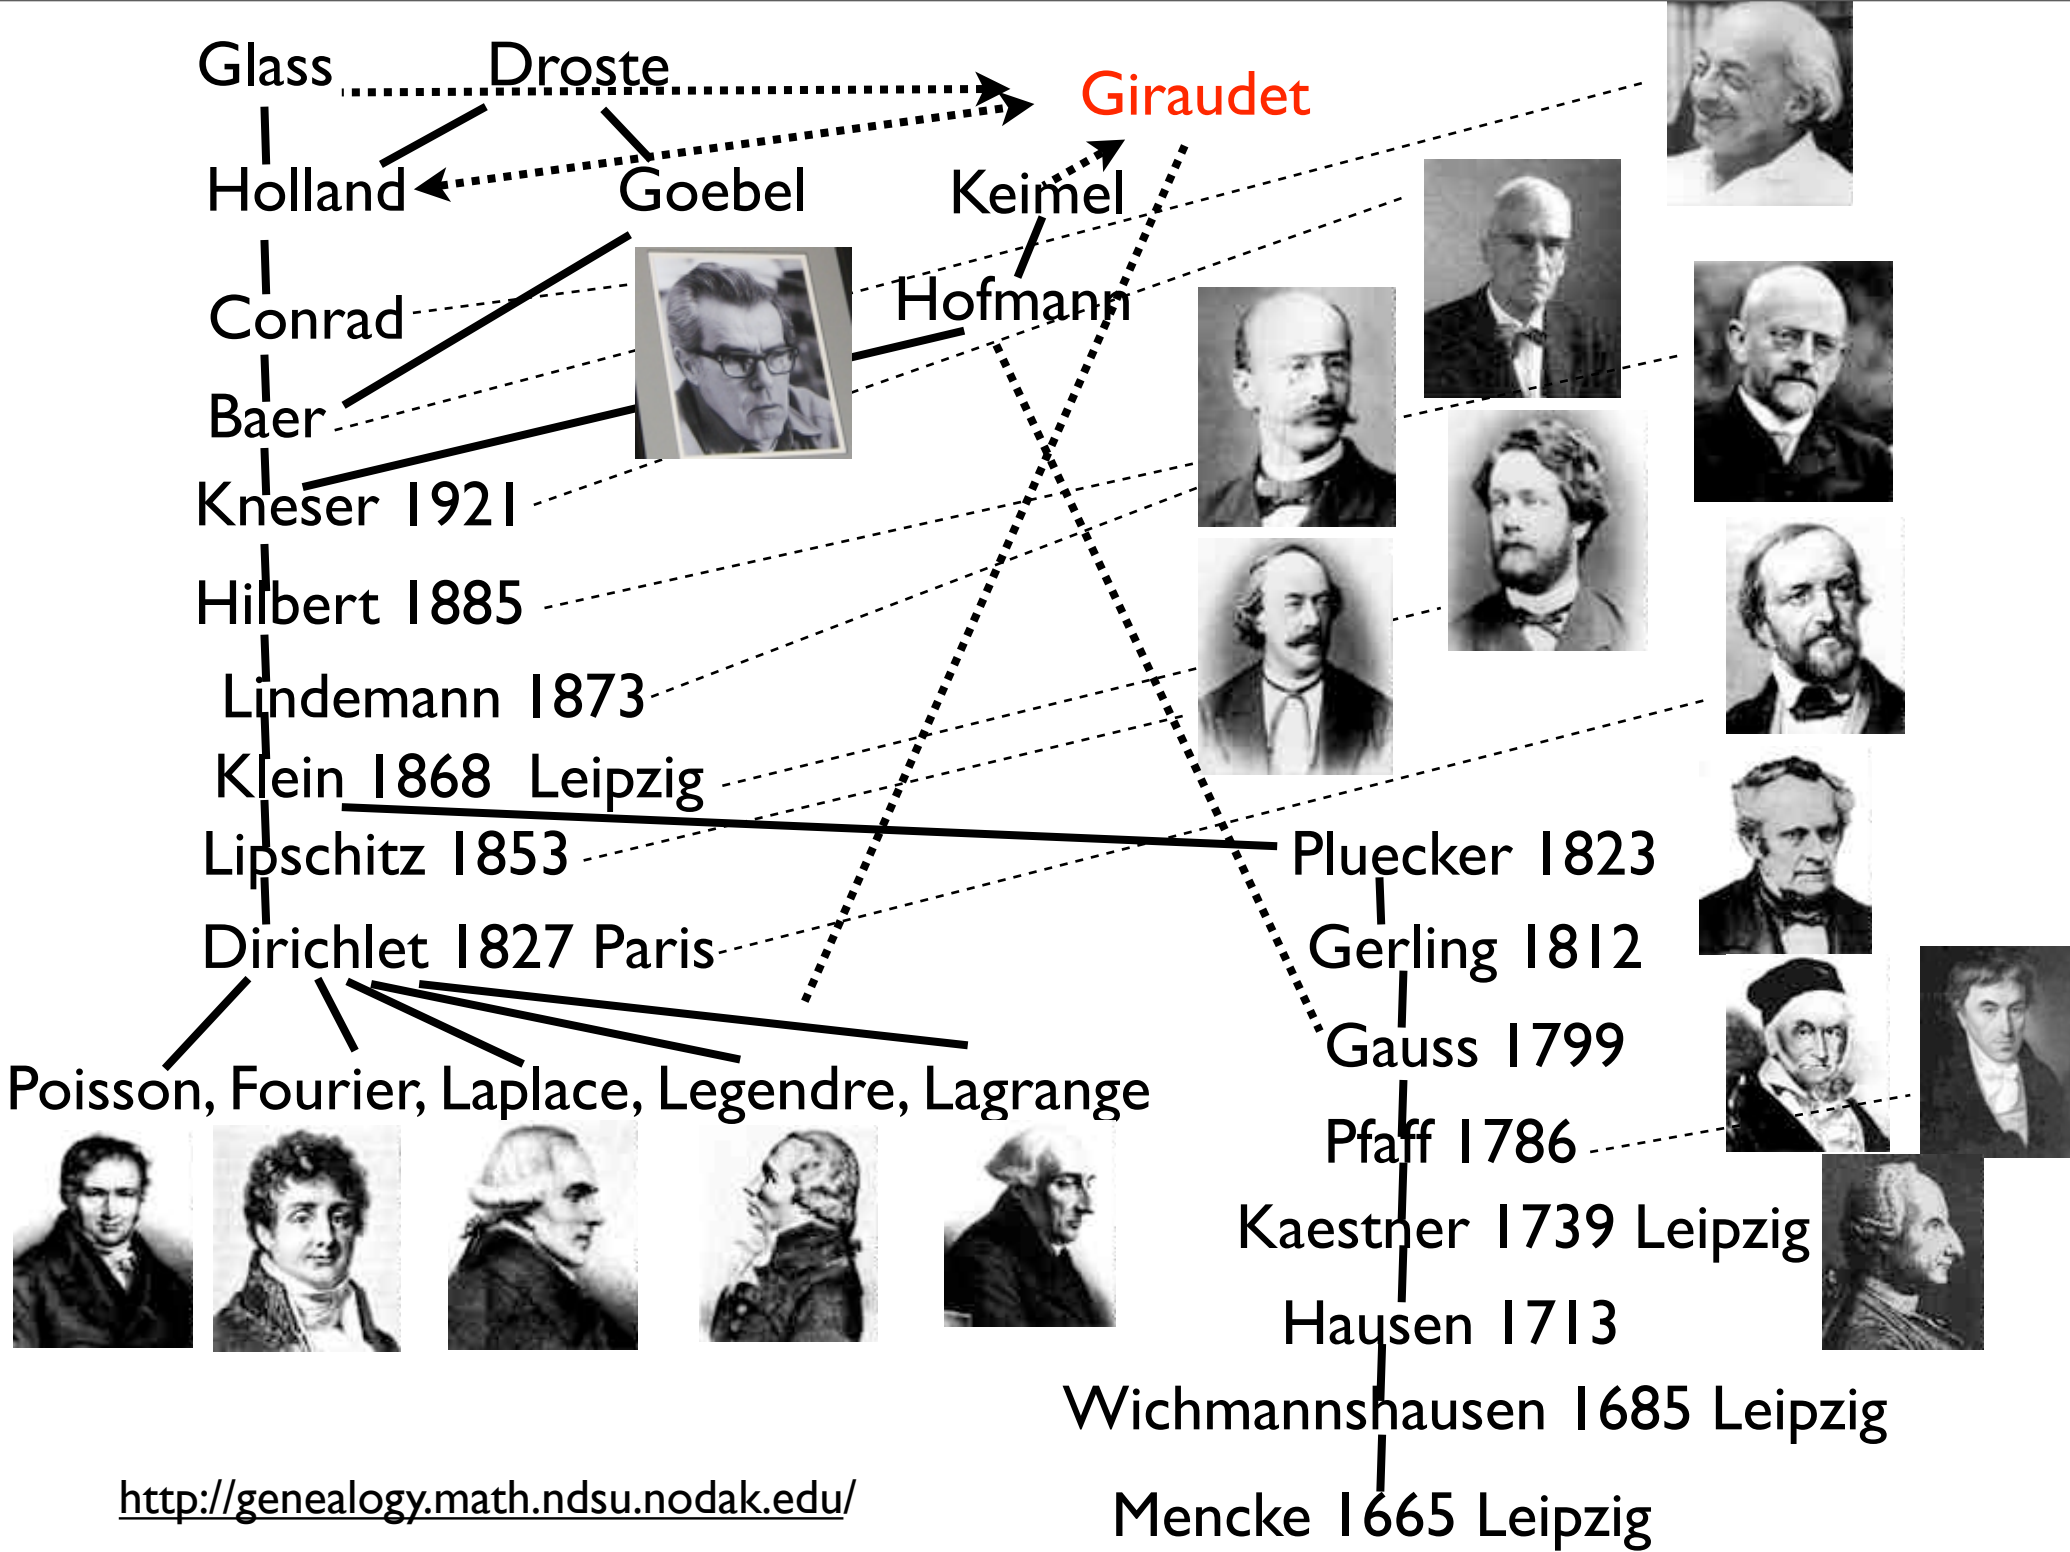 Glass Droste Giraudet
Holland Goebel Keimel
Conrad Hofmann
Baer
Kneser 1921
Hilbert 1885
Lindemann 1873
Klein 1868 Leipzig
Lipschitz 1853 Pluecker 1823
Dirichlet 1827 Paris Gerling 1812
Gauss 1799
Poisson, Fourier, Laplace, Legendre, Lagrange
Pfaff 1786
Kaestner 1739 Leipzig
Hausen 1713
Wichmannshausen 1685 Leipzig
http://genealogy.math.ndsu.nodak.edu/
Mencke 1665 Leipzig